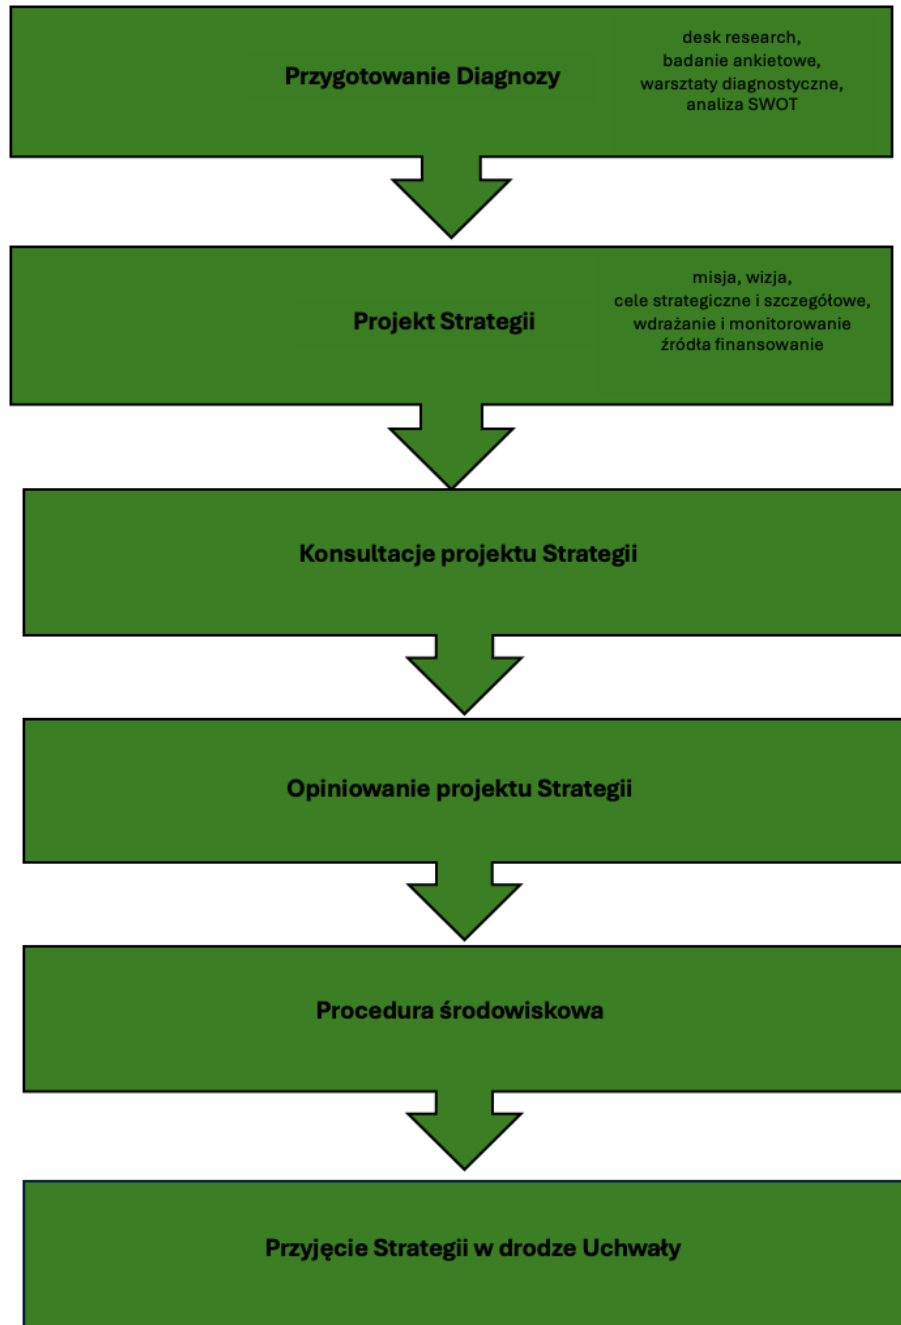 Przygotowanie Diagnozy
desk research,
badanie ankietowe,
warsztaty diagnostyczne,
analiza SWOT
Projekt Strategii
misja, wizja,
cele strategiczne i szczegółowe,
wdrażanie i monitorowanie
źródła finansowanie
Konsultacje projektu Strategii
Opiniowanie projektu Strategii
Procedura środowiskowa
Przyjęcie Strategii w drodze Uchwały